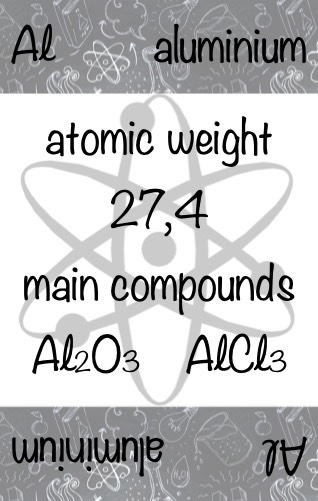 Al aluminium
atomic weight
27,4
main compounds
Al2O3 AlCl3
Al aluminium